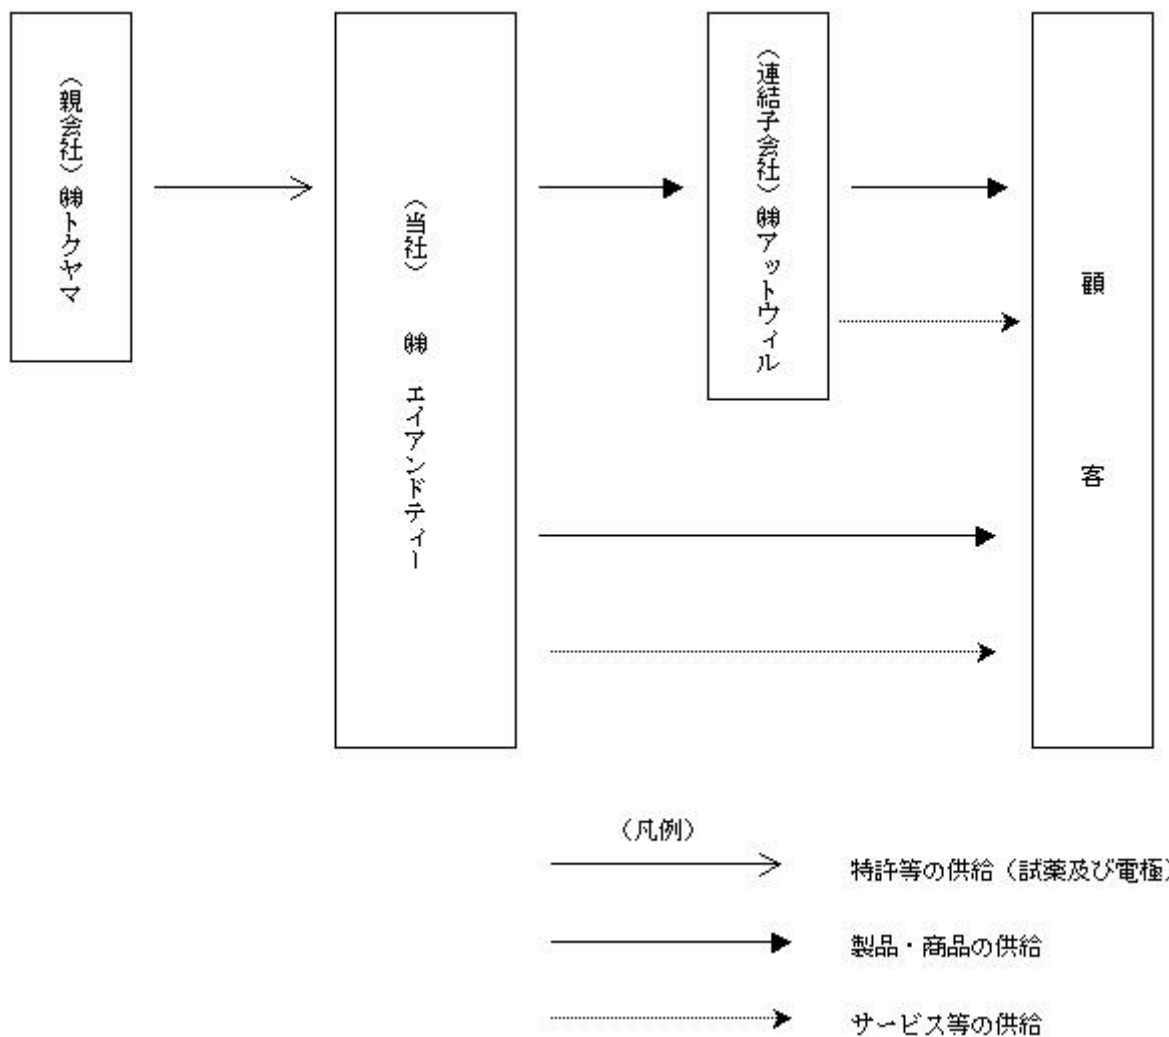 （親会社）㈱トクヤマ
（当社）　㈱　エイアンドティー
（連結子会社）㈱アットウィル
顧客
（凡例）
特許等の供給（試薬及び電極）
製品・商品の供給
サービス等の供給